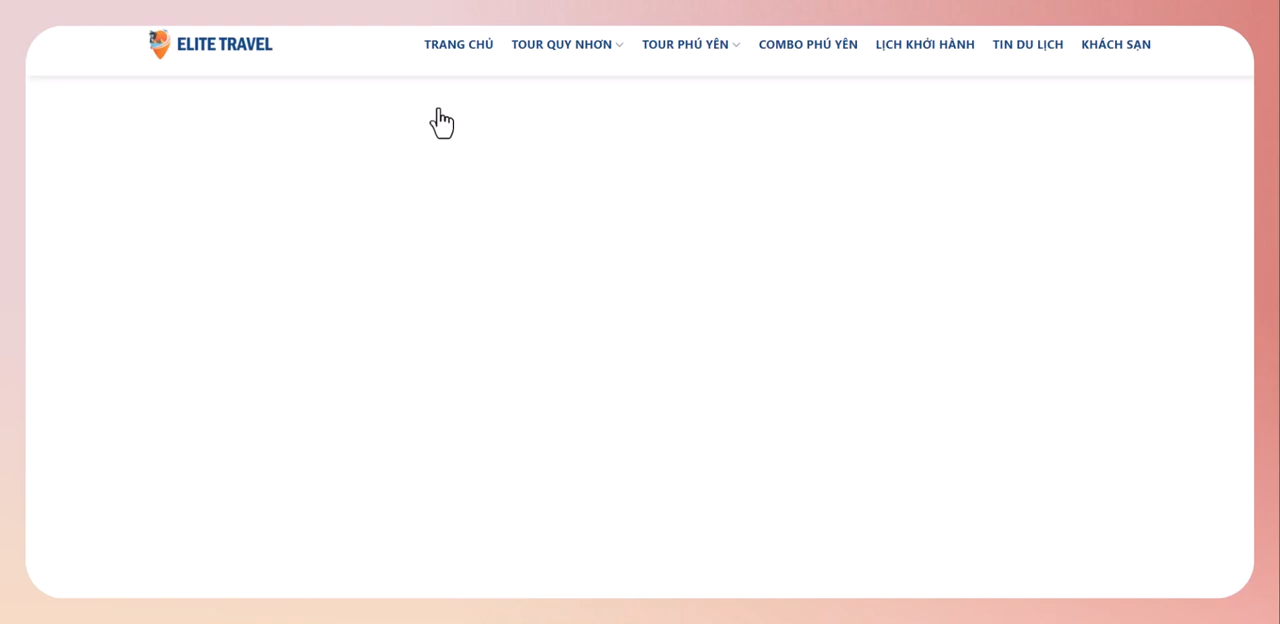 ELITE TRAVEL
TRANG CHỦ TOUR QUY NHƠN TOUR PHÚ YÊN COMBO PHÚ YÊN LỊCH KHỞI HÀNH TIN DU LỊCH KHÁCH SẠN